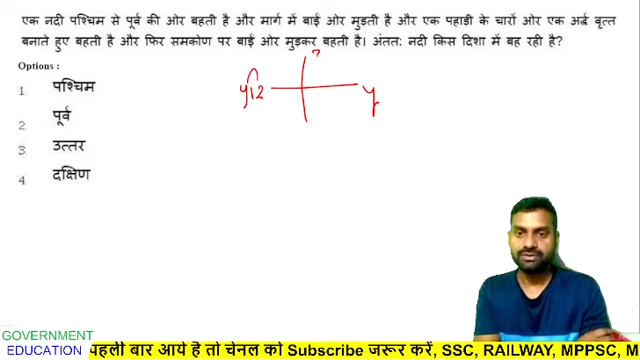 एक नदी पश्चिम से पूर्व की ओर बहती है और मार्ग में बाईं ओर मुड़ती है और एक पहाड़ी के चारों ओर एक अर्द्ध वृत्त
बनाते हुए बहती है और फिर समकोण पर बाईं ओर मुड़कर बहती है। अंतत: नदी किस दिशा में बह रही है?
Options :
1. पश्चिम
2. पूर्व
3. उत्तर
4. दक्षिण
GOVERNMENT
EDUCATION
पहली बार आये है तो चेनल को Subscribe जरूर करें, SSC, RAILWAY, MPPSC, M